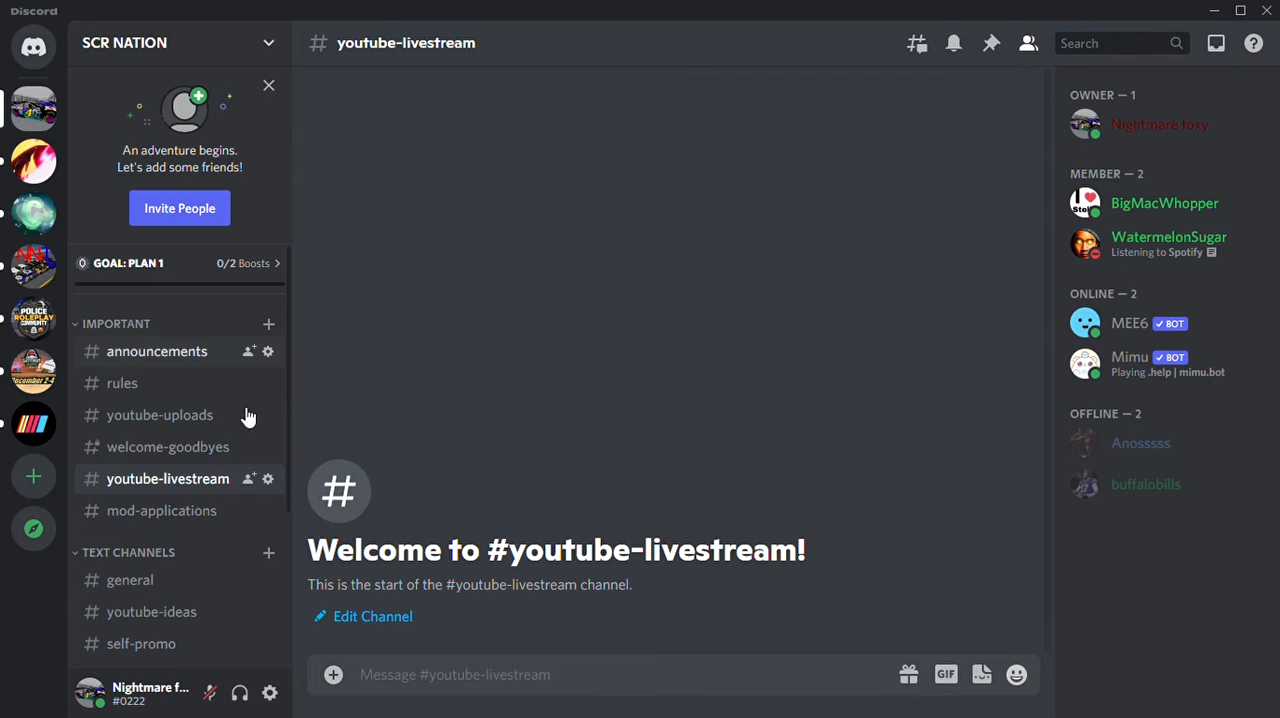 Discord
SCR NATION
An adventure begins.
Let's add some friends!
Invite People
GOAL: PLAN 1 0/2 Boosts
IMPORTANT
announcements
rules
youtube-uploads
welcome-goodbyes
youtube-livestream
mod-applications
TEXT CHANNELS
general
youtube-ideas
self-promo
Nightmare f...
#0222
POLICE
ROLEPLAY
COMMUNITY
# youtube-livestream
Search
#
Welcome to #youtube-livestream!
This is the start of the #youtube-livestream channel.
Edit Channel
Message #youtube-livestream
GIF
OWNER — 1
Nightmare foxy
MEMBER — 2
BigMacWhopper
WatermelonSugar
Listening to Spotify
ONLINE — 2
MEE6 ✓ BOT
Mimu ✓ BOT
Playing .help | mimu.bot
OFFLINE — 2
Anosssss
buffalobills